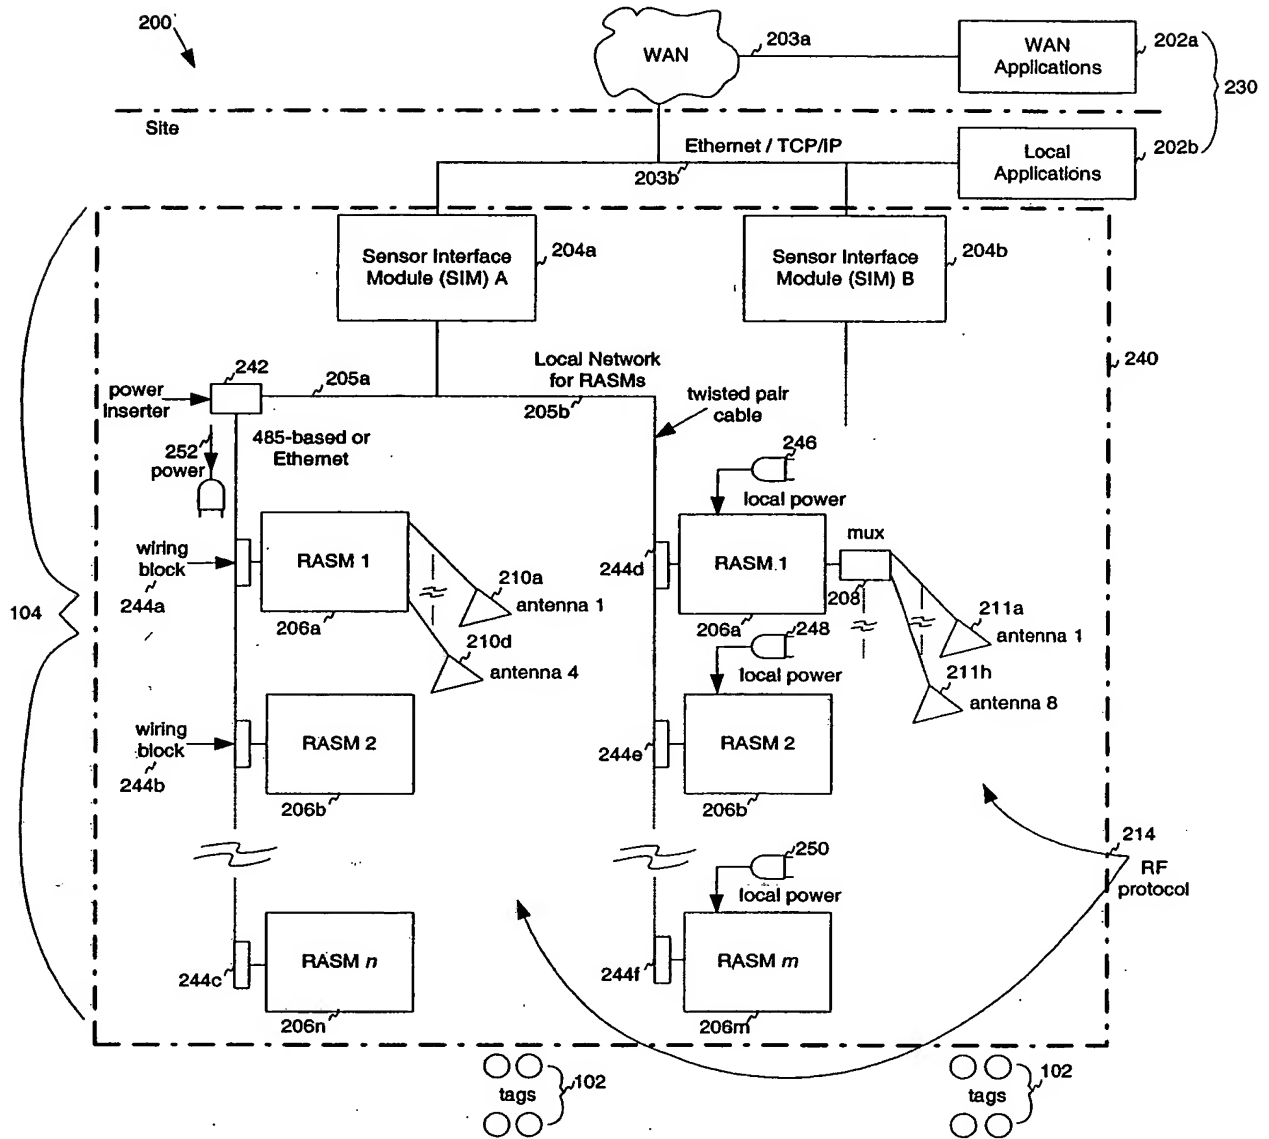 200
WAN
203a
WAN
Applications
202a
230
Site
Ethernet / TCP/IP
203b
Local
Applications
202b
Sensor Interface
Module (SIM) A
204a
Sensor Interface
Module (SIM) B
204b
240
242
power
Inserter
205a
Local Network
for RASMs
205b
twisted pair
cable
252
power
485-based or
Ethernet
246
local power
wiring
block
244a
RASM 1
206a
210a
antenna 1
210d
antenna 4
104
244d
RASM 1
206a
mux
208
211a
antenna 1
211h
antenna 8
248
local power
wiring
block
244b
RASM 2
206b
244e
RASM 2
206b
214
RF
protocol
250
local power
244c
RASM n
206n
244f
RASM m
206m
102
tags
102
tags